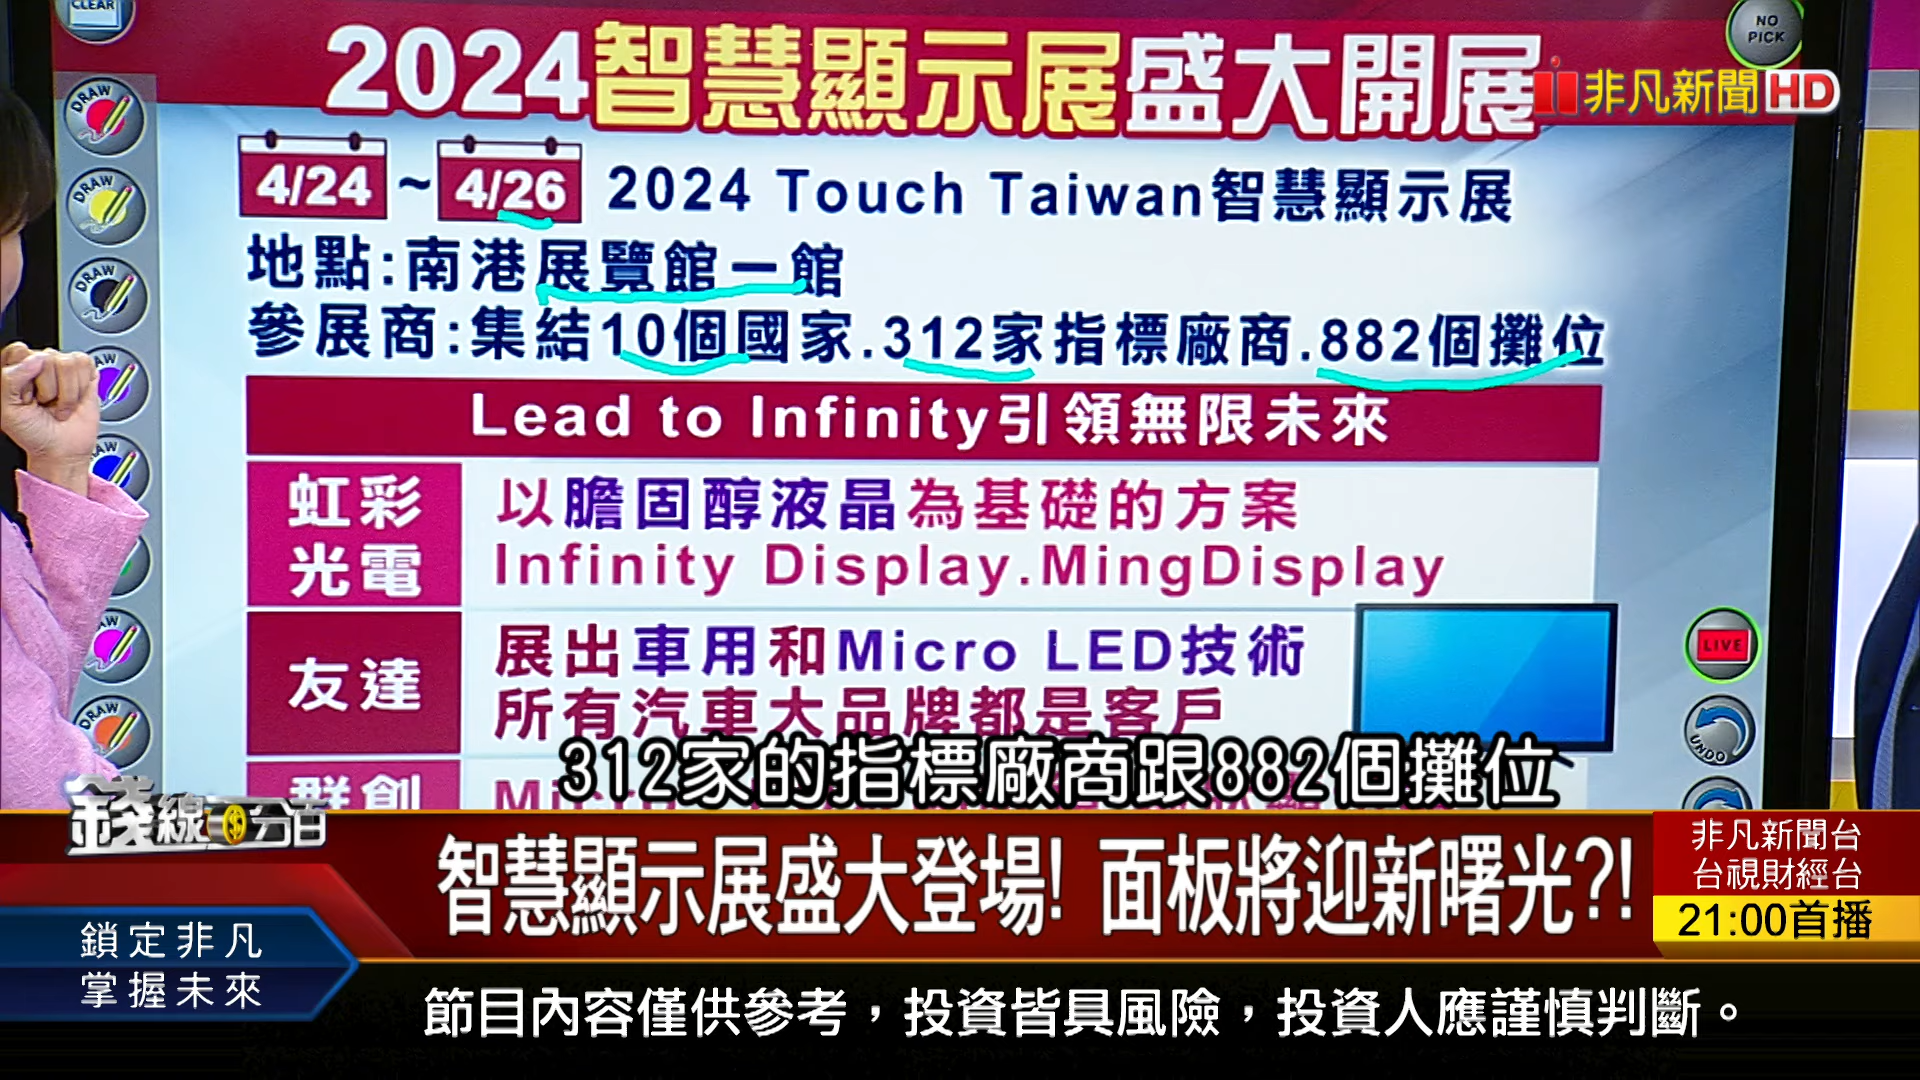 CLEAR
NO
PICK
2024智慧顯示展盛大開展
非凡新聞HD
4/24 ~ 4/26 2024 Touch Taiwan智慧顯示展
地點:南港展覽館一館
參展商:集結10個國家.312家指標廠商.882個攤位
Lead to Infinity引領無限未來
虹彩
光電
以膽固醇液晶為基礎的方案
Infinity Display.MingDisplay
友達
展出車用和Micro LED技術
所有汽車大品牌都是客戶
群創
DRAW
DRAW
DRAW
DRAW
LIVE
UNDO
312家的指標廠商跟882個攤位
錢線百分百
智慧顯示展盛大登場! 面板將迎新曙光?!
非凡新聞台
台視財經台
21:00首播
鎖定非凡
掌握未來
節目內容僅供參考，投資皆具風險，投資人應謹慎判斷。